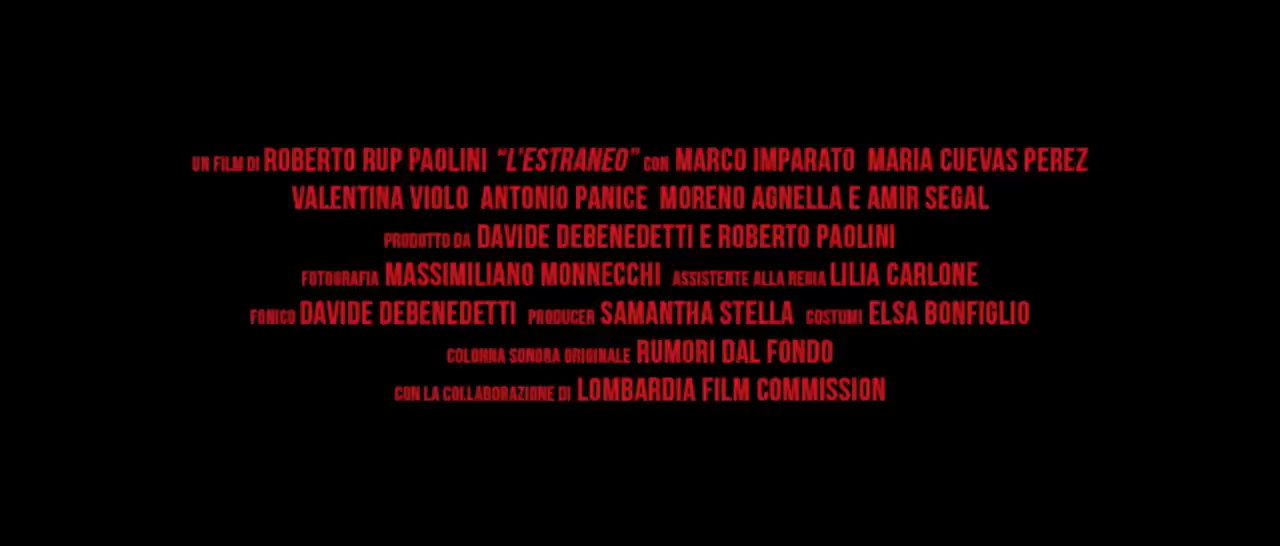 UN FILM DI ROBERTO RUP PAOLINI “L’ESTRANEO” CON MARCO IMPARATO MARIA CUEVAS PEREZ
VALENTINA VIOLO ANTONIO PANICE MORENO AGNELLA E AMIR SEGAL
PRODOTTO DA DAVIDE DEBENEDETTI E ROBERTO PAOLINI
FOTOGRAFIA MASSIMILIANO MONNECCHI ASSISTENTE ALLA REGIA LILIA CARLONE
FONICO DAVIDE DEBENEDETTI PRODUCER SAMANTHA STELLA COSTUMI ELSA BONFIGLIO
COLONNA SONORA ORIGINALE RUMORI DAL FONDO
CON LA COLLABORAZIONE DI LOMBARDIA FILM COMMISSION